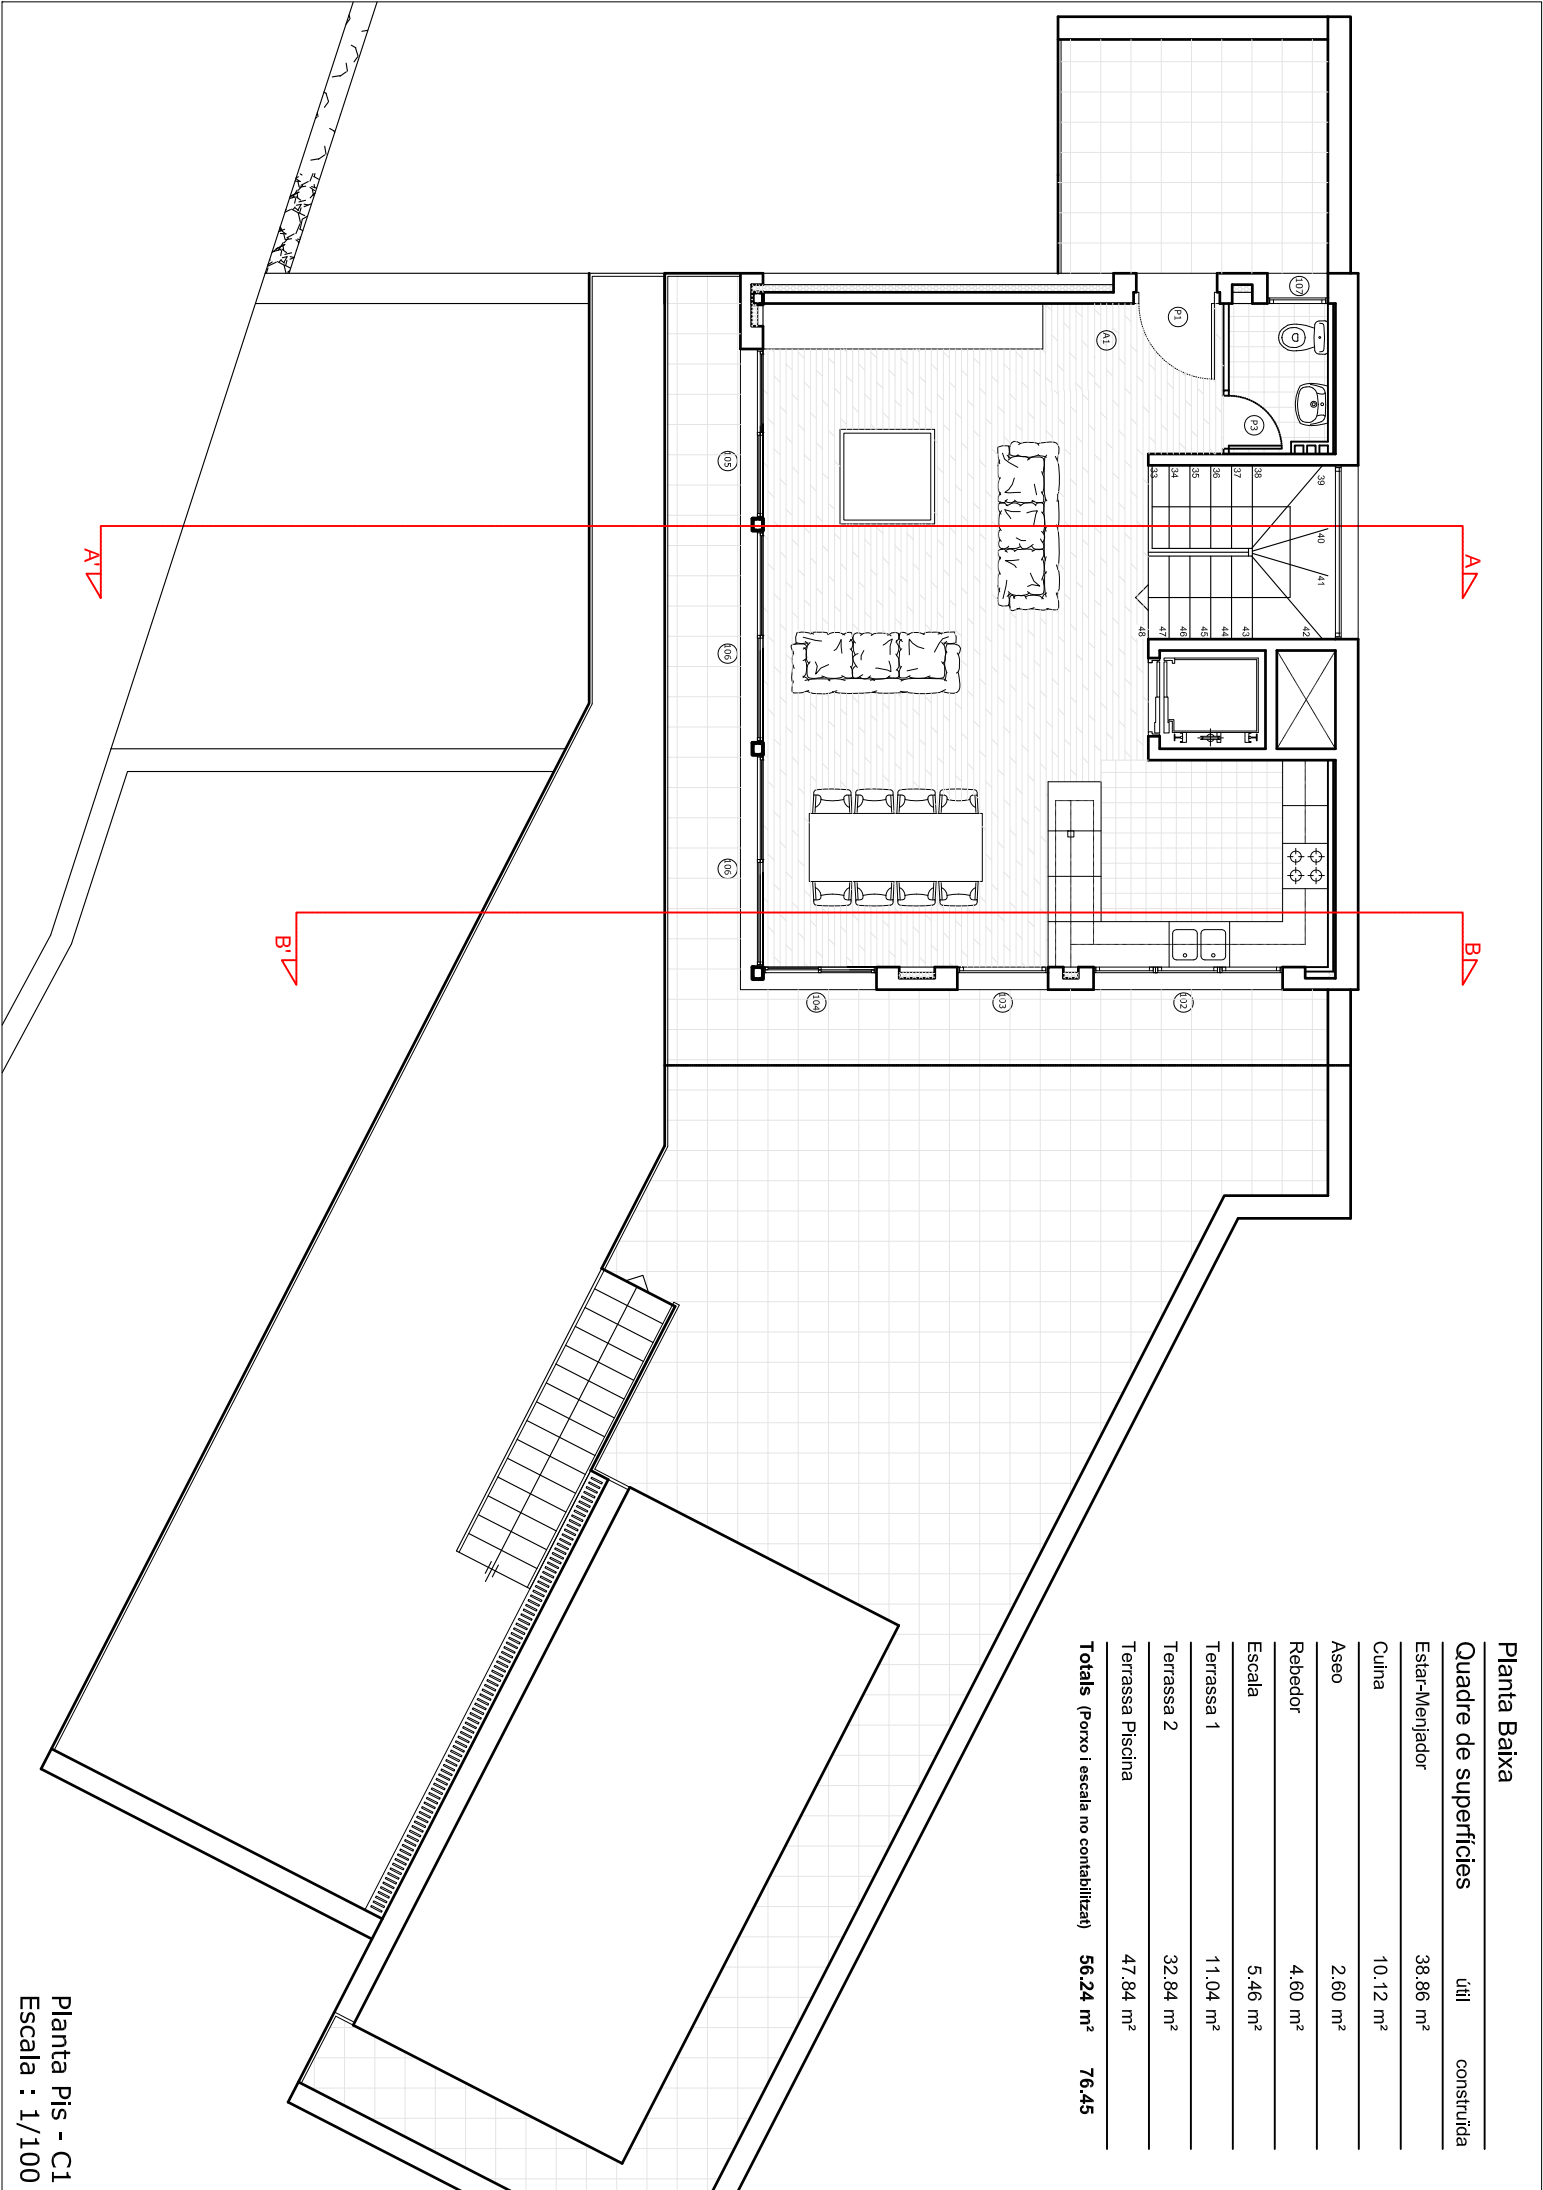 Planta Baixa
Quadre de superfícies útil construïda
Estar-Menjador 38.86 m²
Cuina 10.12 m²
Aseo 2.60 m²
Rebedor 4.60 m²
Escala 5.46 m²
Terrassa 1 11.04 m²
Terrassa 2 32.84 m²
Terrassa Piscina 47.84 m²
Totals (Porxo i escala no contabilitzat) 56.24 m² 76.45
A
B
107
P1
A1
P3
39
40
41
42
38
37
36
35
34
33
43
44
45
46
47
48
102
103
104
105
106
106
A'
B'
Planta Pis - C1
Escala : 1/100